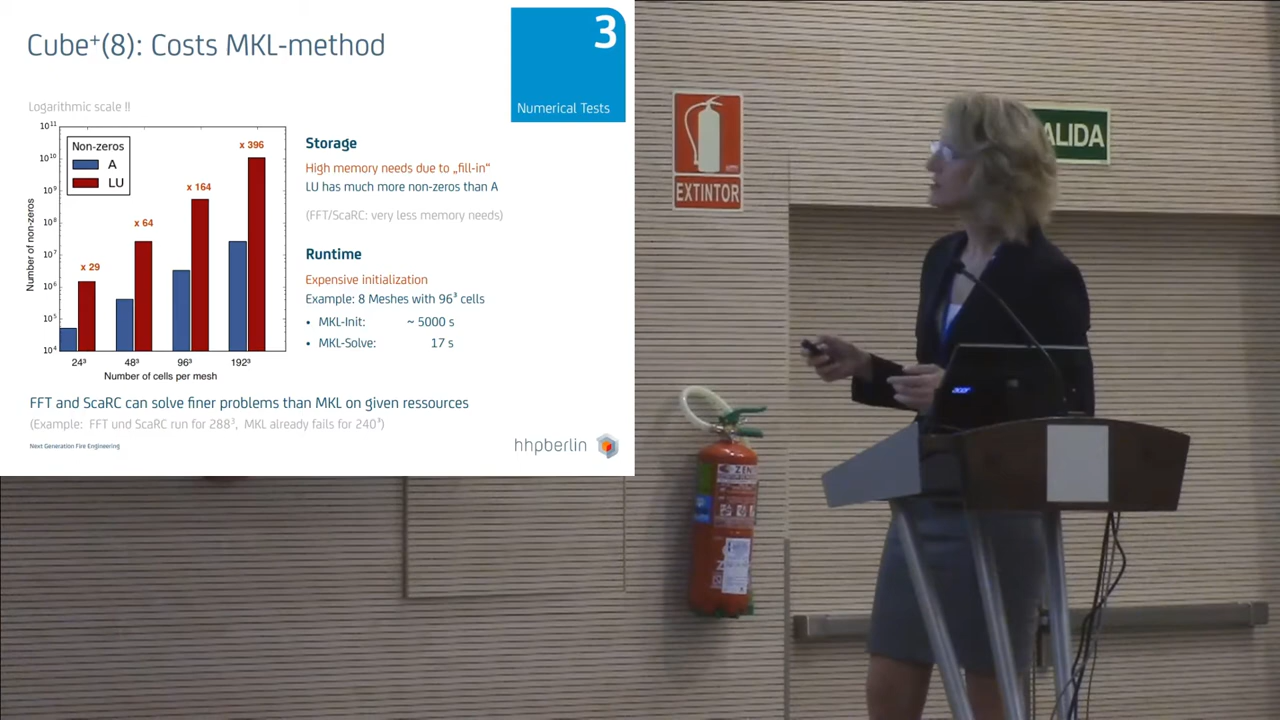 Cube⁺(8): Costs MKL-method
3
Numerical Tests
Logarithmic scale !!
10¹¹
10¹⁰
10⁹
10⁸
10⁷
10⁶
10⁵
10⁴
Number of non-zeros
Non-zeros
A
LU
x 29
x 64
x 164
x 396
24³
48³
96³
192³
Number of cells per mesh
Storage
High memory needs due to „fill-in“
LU has much more non-zeros than A
(FFT/ScaRC: very less memory needs)
Runtime
Expensive initialization
Example: 8 Meshes with 96³ cells
• MKL-Init: ~ 5000 s
• MKL-Solve: 17 s
FFT and ScaRC can solve finer problems than MKL on given ressources
(Example: FFT und ScaRC run for 288³, MKL already fails for 240³)
Next Generation Fire Engineering
hhpberlin
EXTINTOR
ALIDA
acer
ZEN